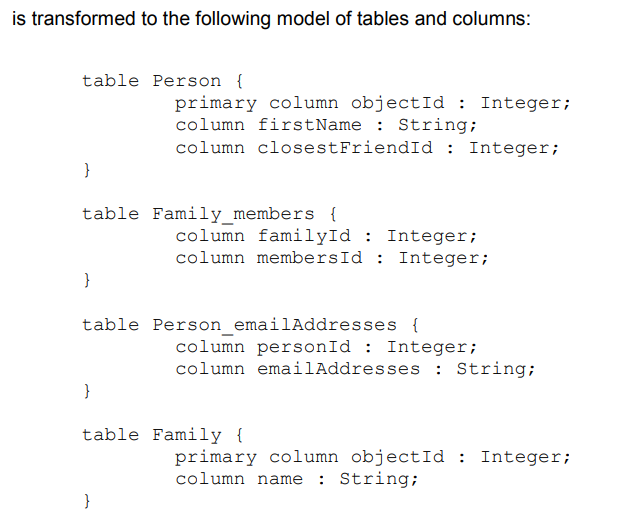 is transformed to the following model of tables and columns:
table Person {
primary column objectId : Integer;
column firstName : String;
column closestFriendId : Integer;
}
table Family_members {
column familyId : Integer;
column membersId : Integer;
}
table Person_emailAddresses {
column personId : Integer;
column emailAddresses : String;
}
table Family {
primary column objectId : Integer;
column name : String;
}